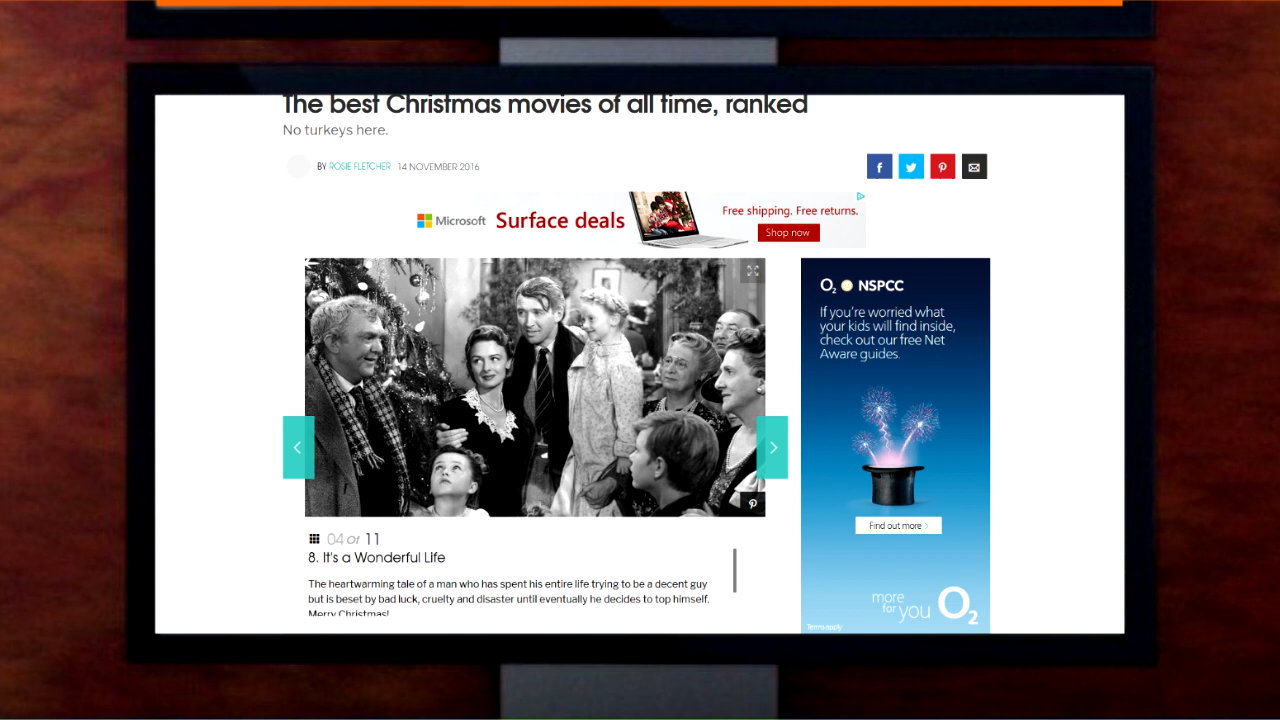 The best Christmas movies of all time, ranked
No turkeys here.
BY ROSIE FLETCHER 14 NOVEMBER 2016
Microsoft Surface deals
Free shipping. Free returns.
Shop now
O2 NSPCC
If you're worried what
your kids will find inside,
check out our free Net
Aware guides.
Find out more
more
for you O2
Terms apply
04 of 11
8. It's a Wonderful Life
The heartwarming tale of a man who has spent his entire life trying to be a decent guy
but is beset by bad luck, cruelty and disaster until eventually he decides to top himself.
Merry Christmas!